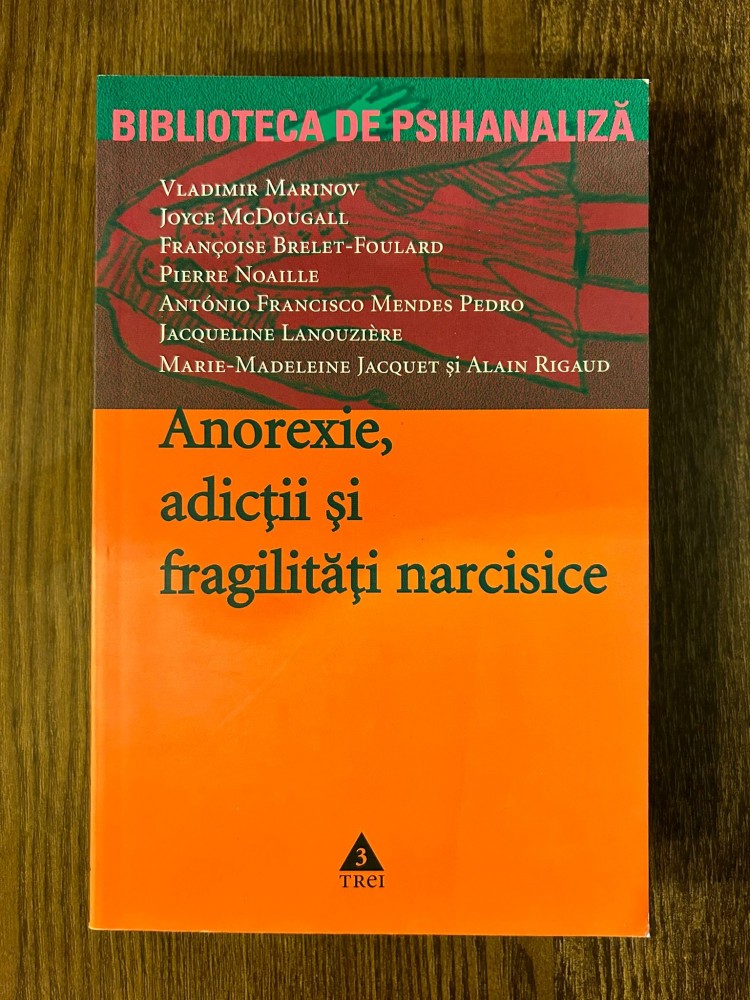 BIBLIOTECA DE PSIHANALIZĂ
VLADIMIR MARINOV
JOYCE MCDOUGALL
FRANÇOISE BRELET-FOULARD
PIERRE NOAILLE
ANTÓNIO FRANCISCO MENDES PEDRO
JACQUELINE LANOUZIÈRE
MARIE-MADELEINE JACQUET ŞI ALAIN RIGAUD
Anorexie,
adicţii şi
fragilităţi narcisice
3
TREI